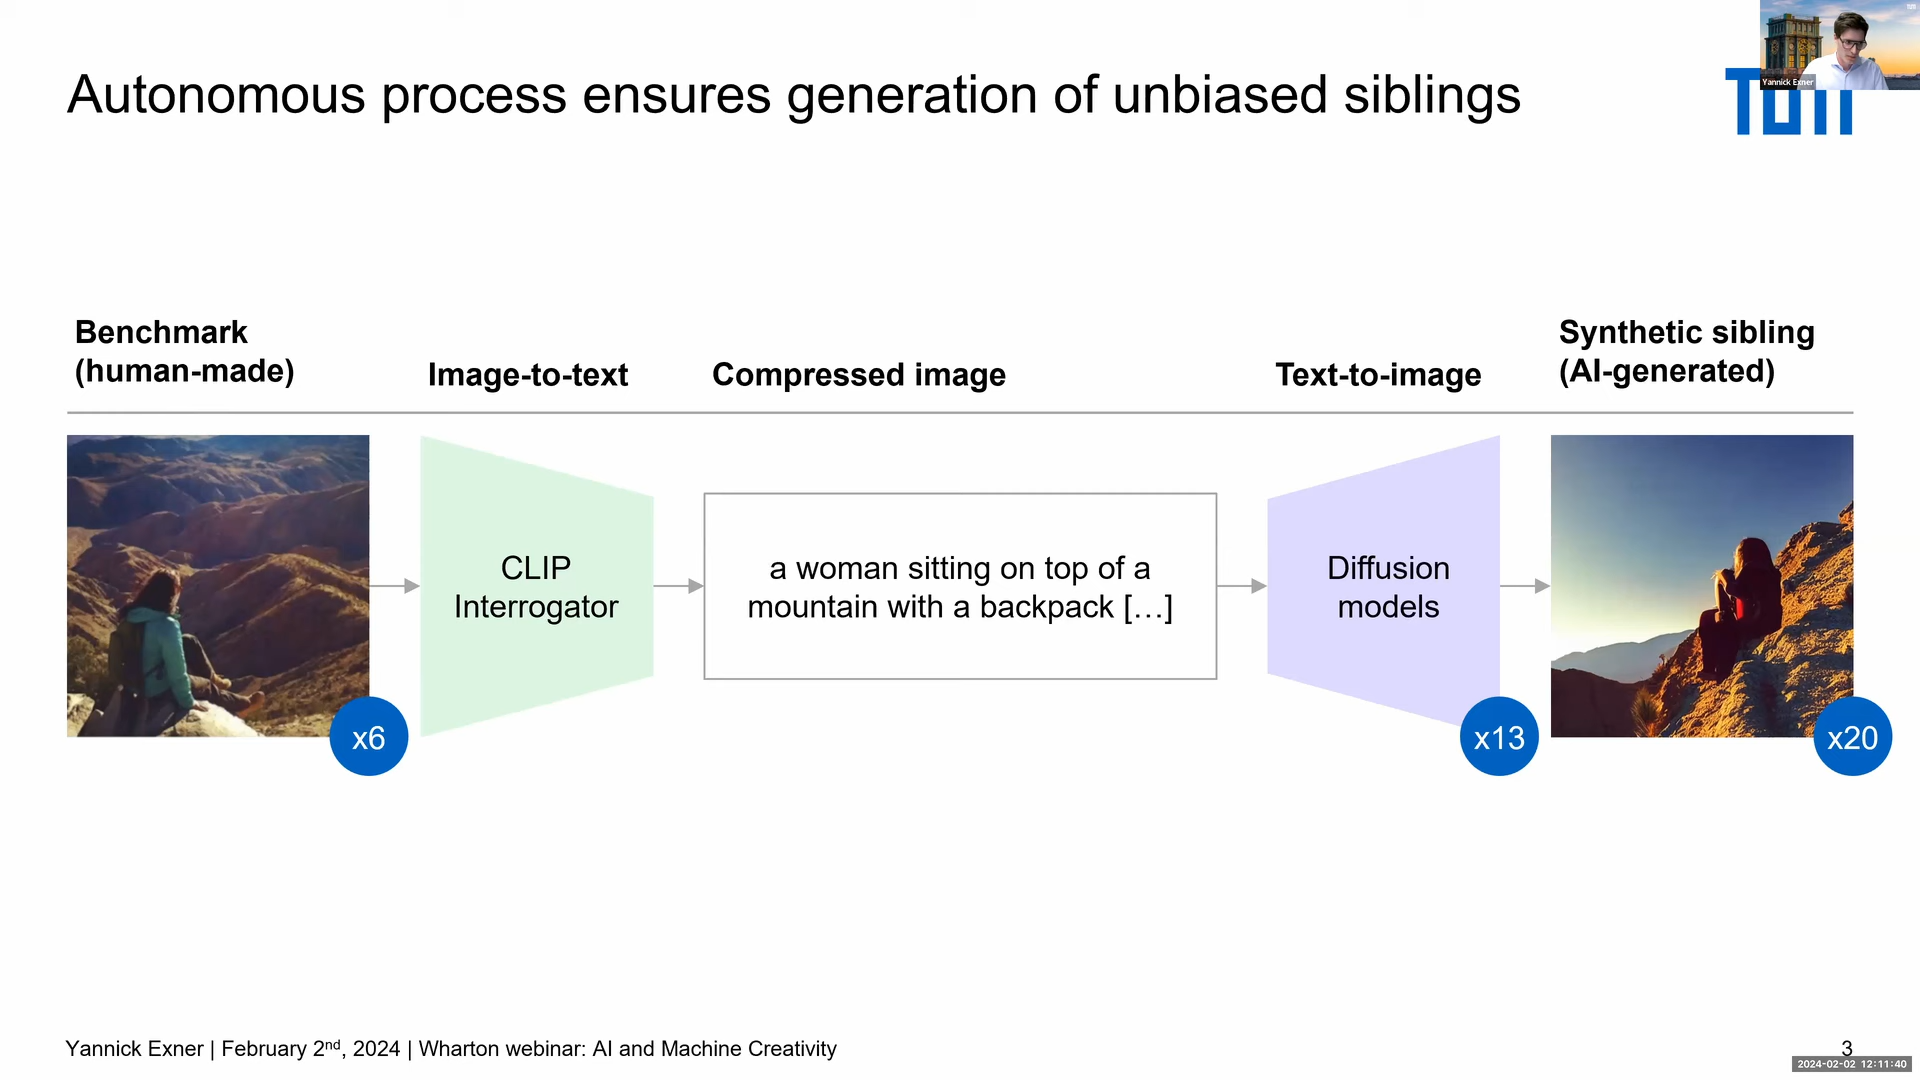 Autonomous process ensures generation of unbiased siblings
Yannick Exner
TUM
Benchmark
(human-made)
Image-to-text
Compressed image
Text-to-image
Synthetic sibling
(AI-generated)
CLIP
Interrogator
a woman sitting on top of a
mountain with a backpack […]
Diffusion
models
x6
x13
x20
Yannick Exner | February 2nd, 2024 | Wharton webinar: AI and Machine Creativity
3
2024-02-02 12:11:40